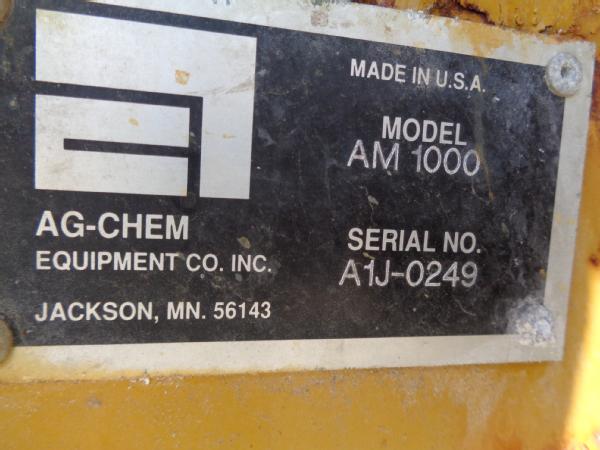 MADE IN U.S.A.
MODEL
AM 1000
AG-CHEM
EQUIPMENT CO. INC.
JACKSON, MN. 56143
SERIAL NO.
A1J-0249